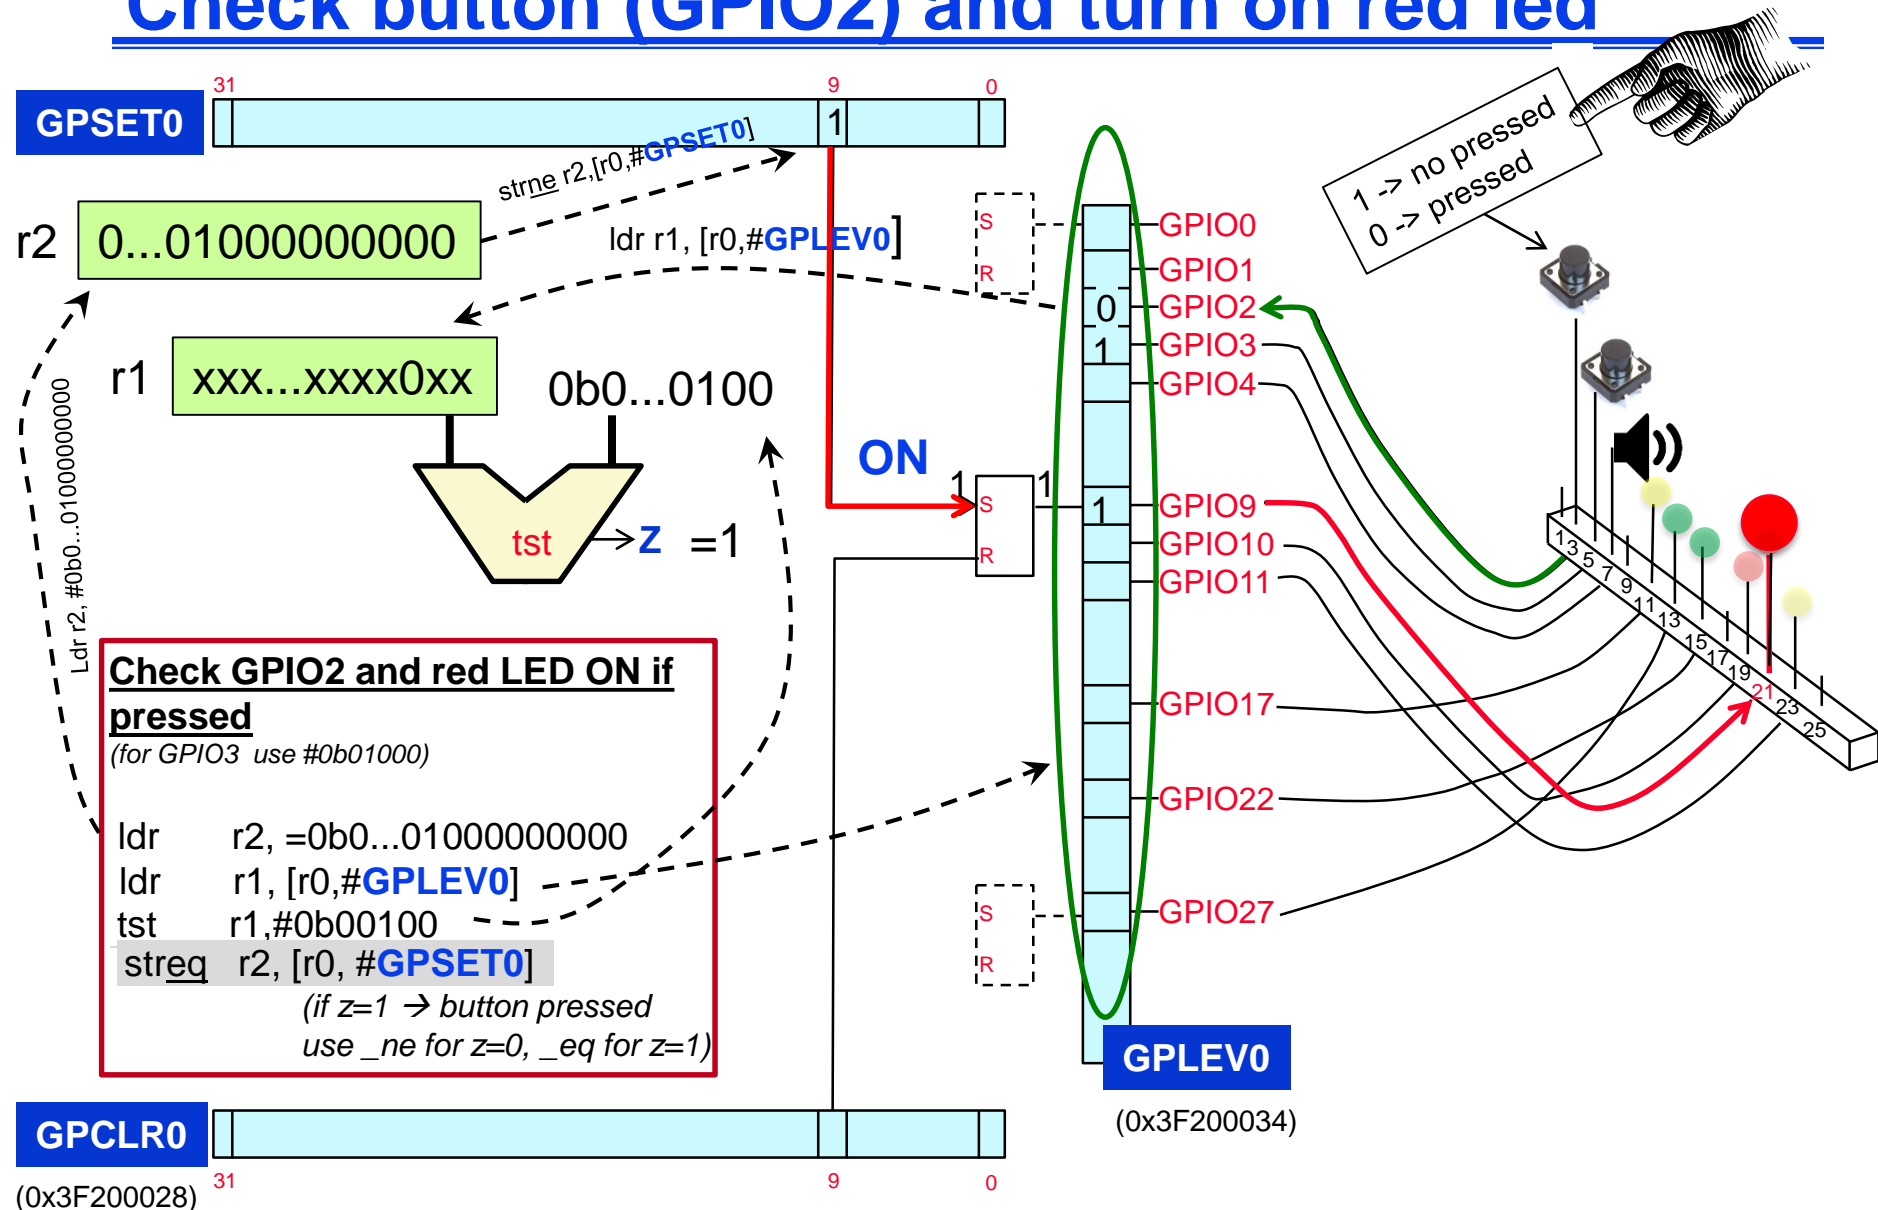 Check button (GPIO2) and turn on red led
31
9
0
GPSET0
1
strne r2,[r0,#GPSET0]
r2
0...01000000000
ldr r1, [r0,#GPLEV0]
r1
xxx...xxxx0xx
0b0...0100
Ldr r2, #0b0...01000000000
tst
Z =1
ON
1
S
R
1
S
R
S
R
0
1
1
GPIO0
GPIO1
GPIO2
GPIO3
GPIO4
GPIO9
GPIO10
GPIO11
GPIO17
GPIO22
GPIO27
1 -> no pressed
0 -> pressed
1
3
5
7
9
11
13
15
17
19
21
23
25
Check GPIO2 and red LED ON if
pressed
(for GPIO3 use #0b01000)
ldr r2, =0b0...01000000000
ldr r1, [r0,#GPLEV0]
tst r1,#0b00100
streq r2, [r0, #GPSET0]
(if z=1 → button pressed
use _ne for z=0, _eq for z=1)
GPLEV0
(0x3F200034)
GPCLR0
(0x3F200028)
31
9
0